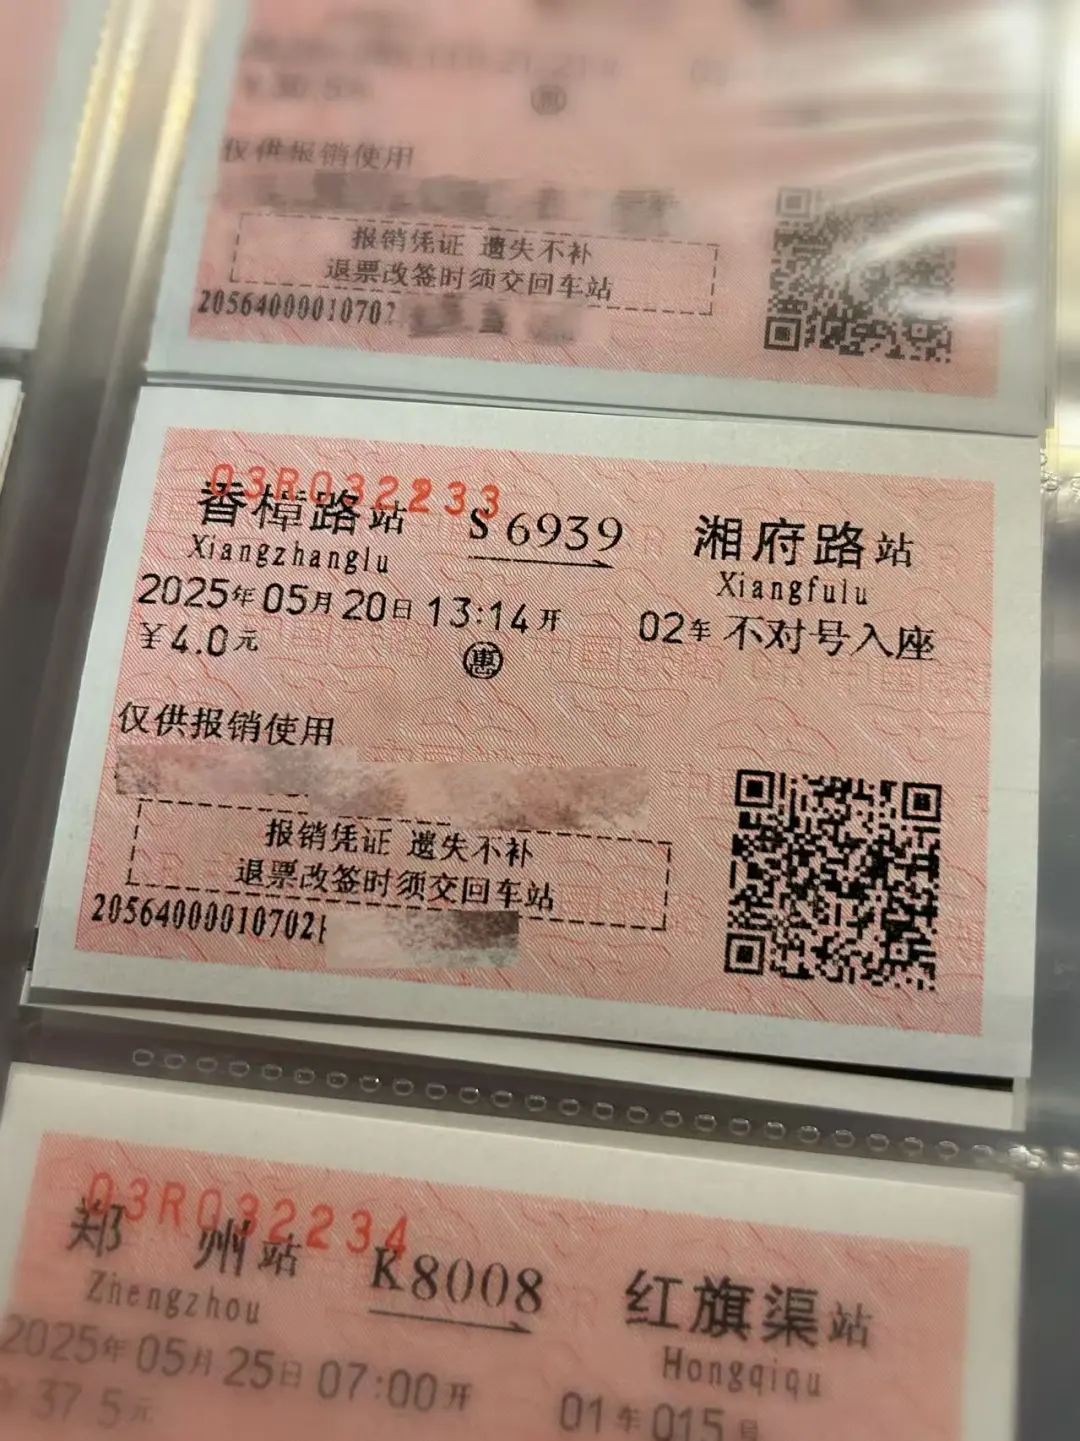 仅供报销使用
报销凭证 遗失不补
退票改签时须交回车站
20564000010702
03R032233
香樟路站 S6939 湘府路站
Xiangzhanglu Xiangfulu
2025年05月20日13:14开 02车 不对号入座
¥4.0元 惠
仅供报销使用
报销凭证 遗失不补
退票改签时须交回车站
20564000010702
03R032234
郑州站 K8008 红旗渠站
Zhengzhou Hongqiqu
2025年05月25日07:00开 01车015号
¥37.5元